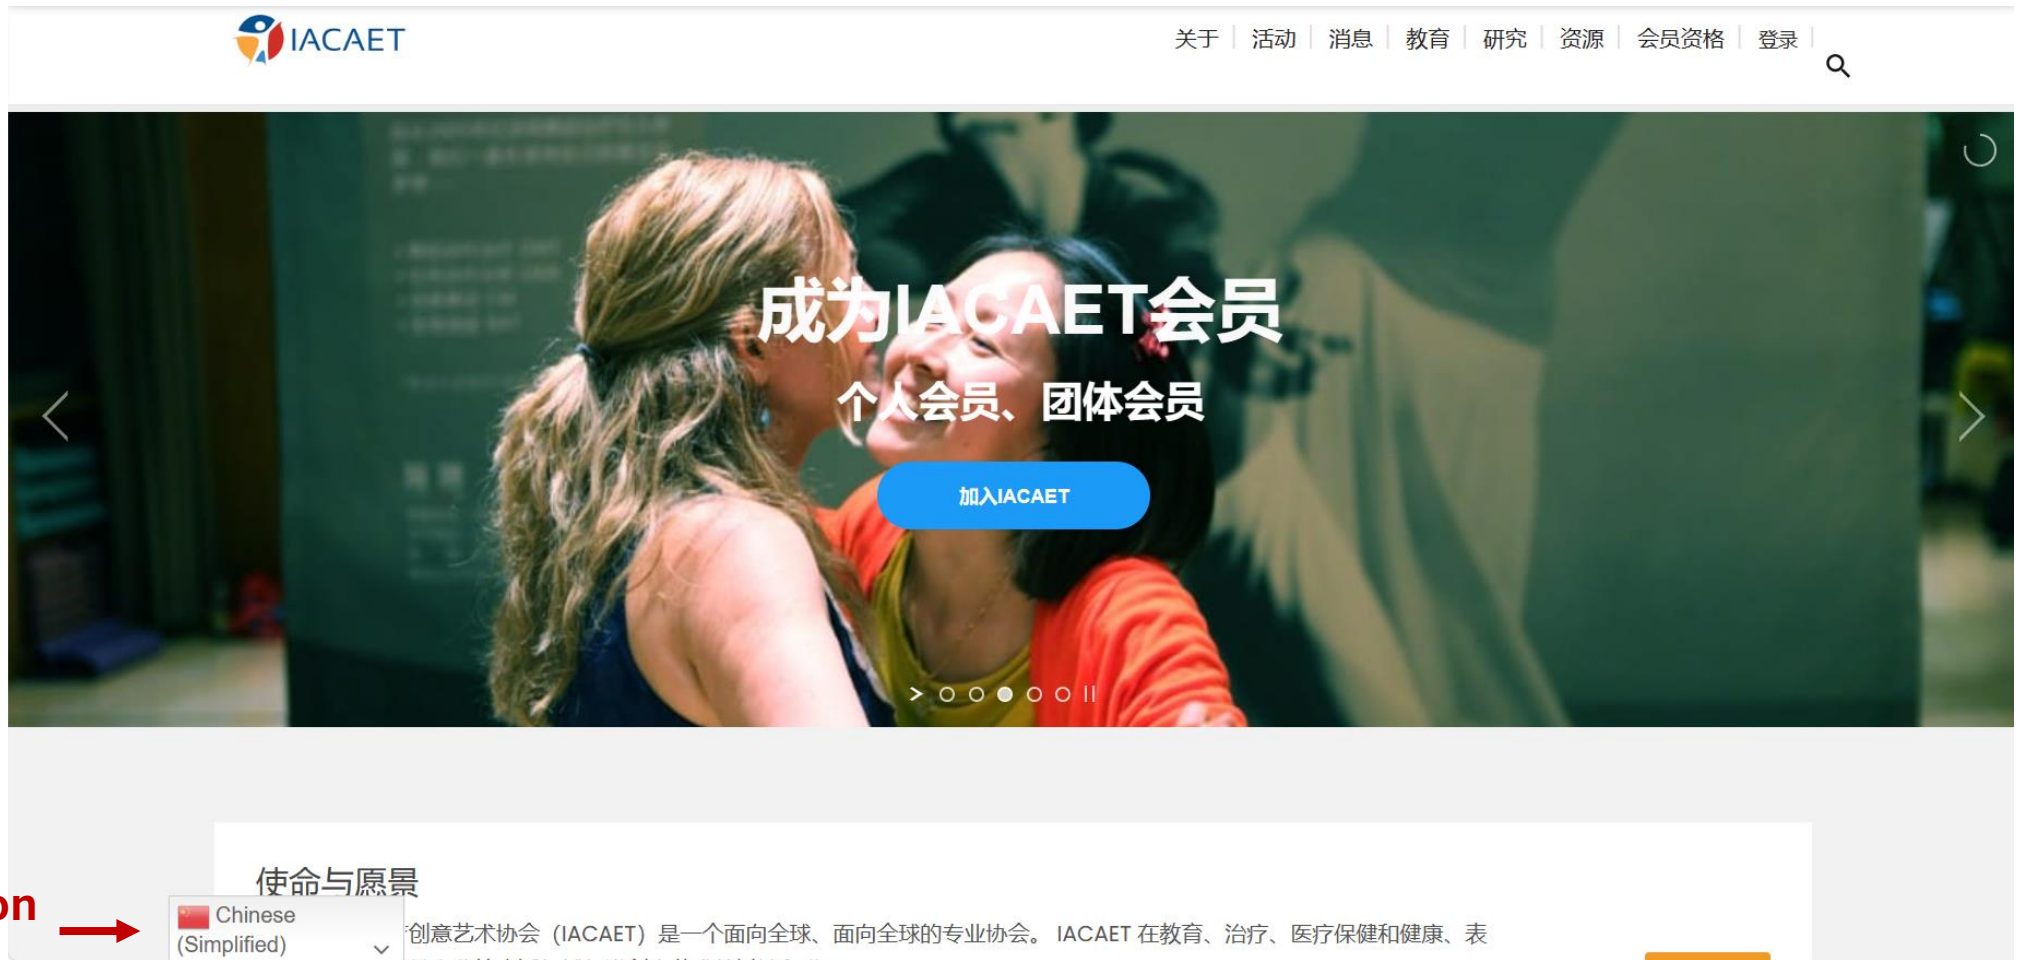 IACAET
关于 活动 消息 教育 研究 资源 会员资格 登录
成为IACAET会员
个人会员、团体会员
加入IACAET
使命与愿景
创意艺术协会（IACAET）是一个面向全球、面向全球的专业协会。 IACAET 在教育、治疗、医疗保健和健康、表
on
Chinese
(Simplified)